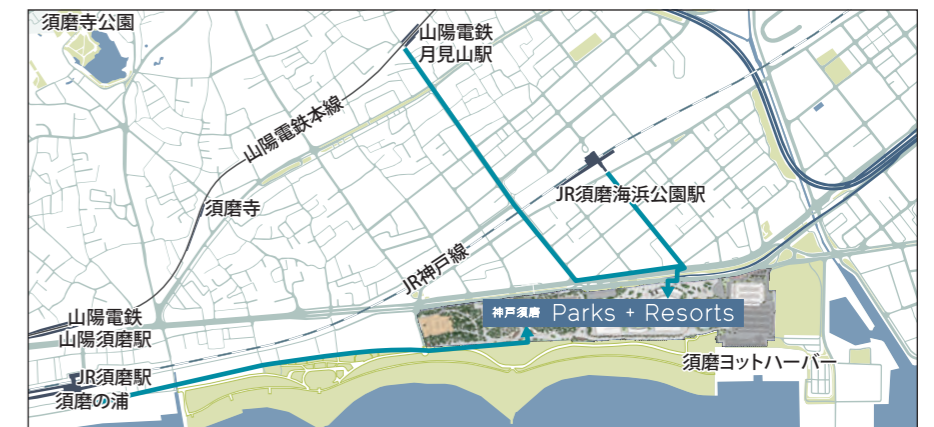 須磨寺公園
山陽電鉄
月見山駅
山陽電鉄本線
JR須磨海浜公園駅
須磨寺
JR神戸線
神戸須磨 Parks + Resorts
山陽電鉄
山陽須磨駅
須磨ヨットハーバー
JR須磨駅
須磨の浦